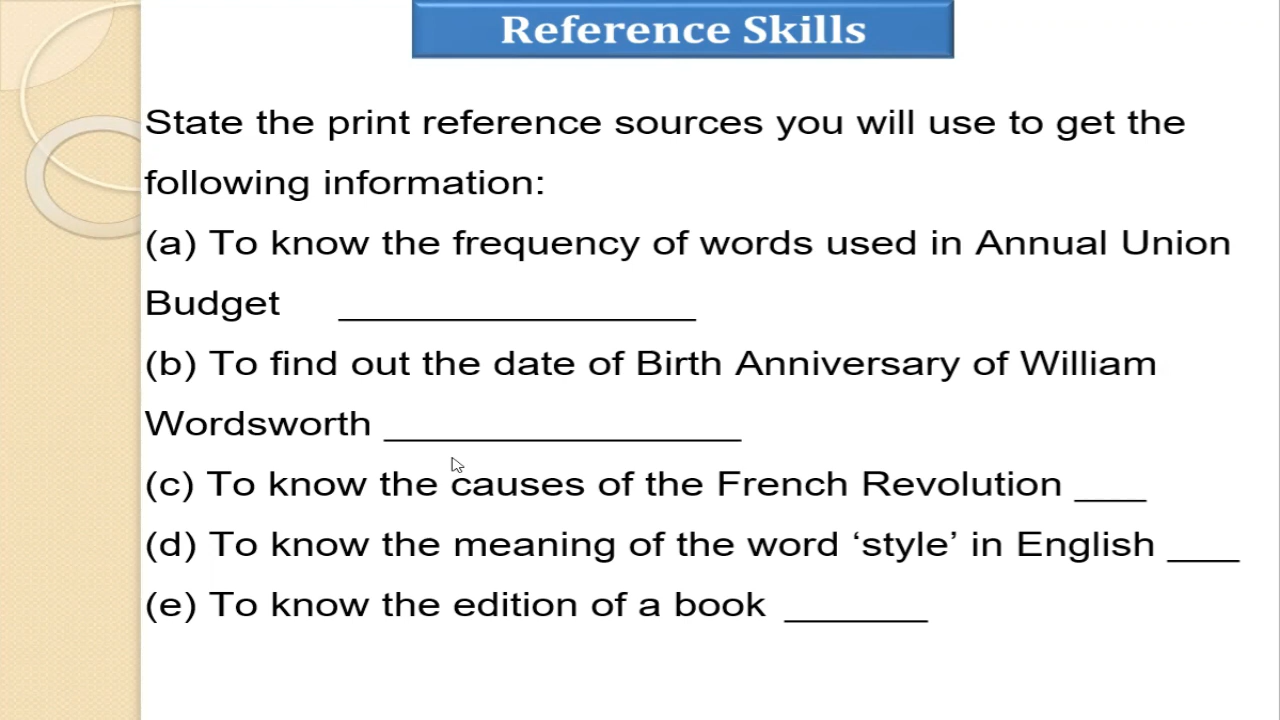 Reference Skills
State the print reference sources you will use to get the
following information:
(a) To know the frequency of words used in Annual Union
Budget _________________
(b) To find out the date of Birth Anniversary of William
Wordsworth _________________
(c) To know the causes of the French Revolution ____
(d) To know the meaning of the word ‘style’ in English ____
(e) To know the edition of a book _______